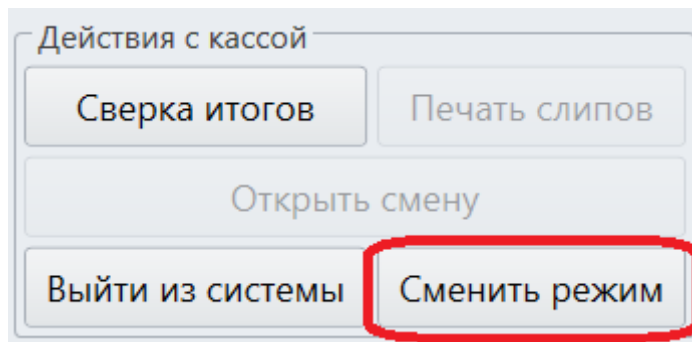 Действия с кассой
Сверка итогов
Печать слипов
Открыть смену
Выйти из системы
Сменить режим